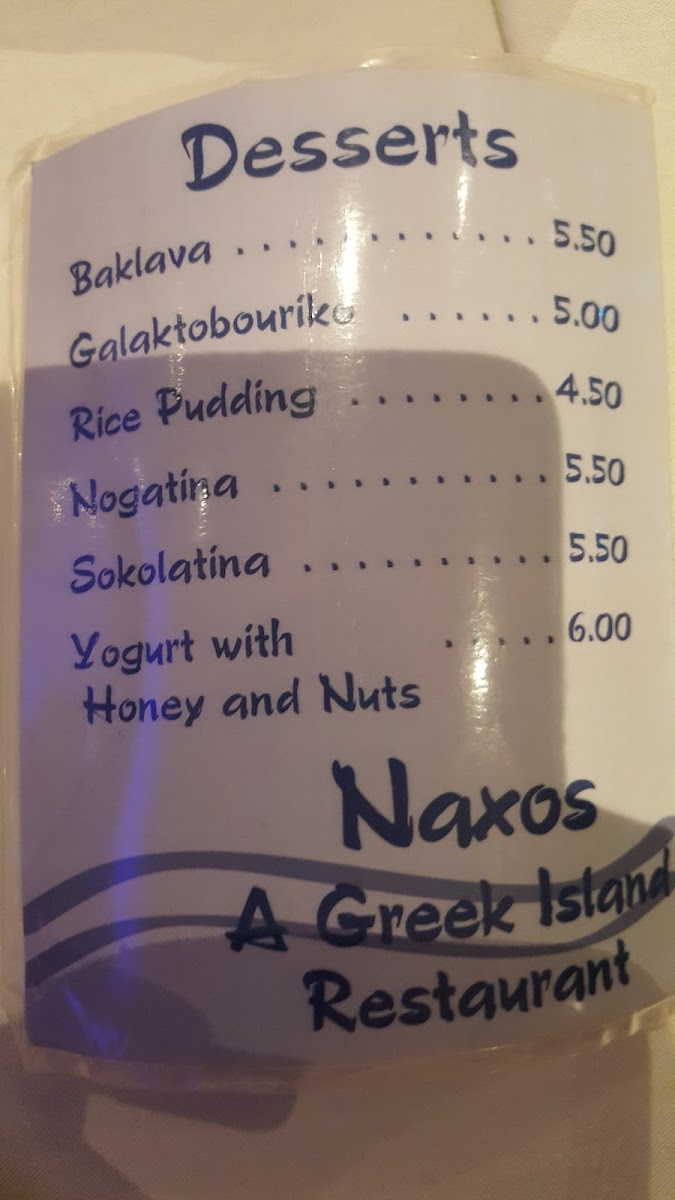 Desserts
Baklava ............ 5.50
Galaktobouriko ...... 5.00
Rice Pudding ........ 4.50
Nogatina ........... 5.50
Sokolatina .......... 5.50
Yogurt with ..... 6.00
Honey and Nuts
Naxos
A Greek Island
Restaurant